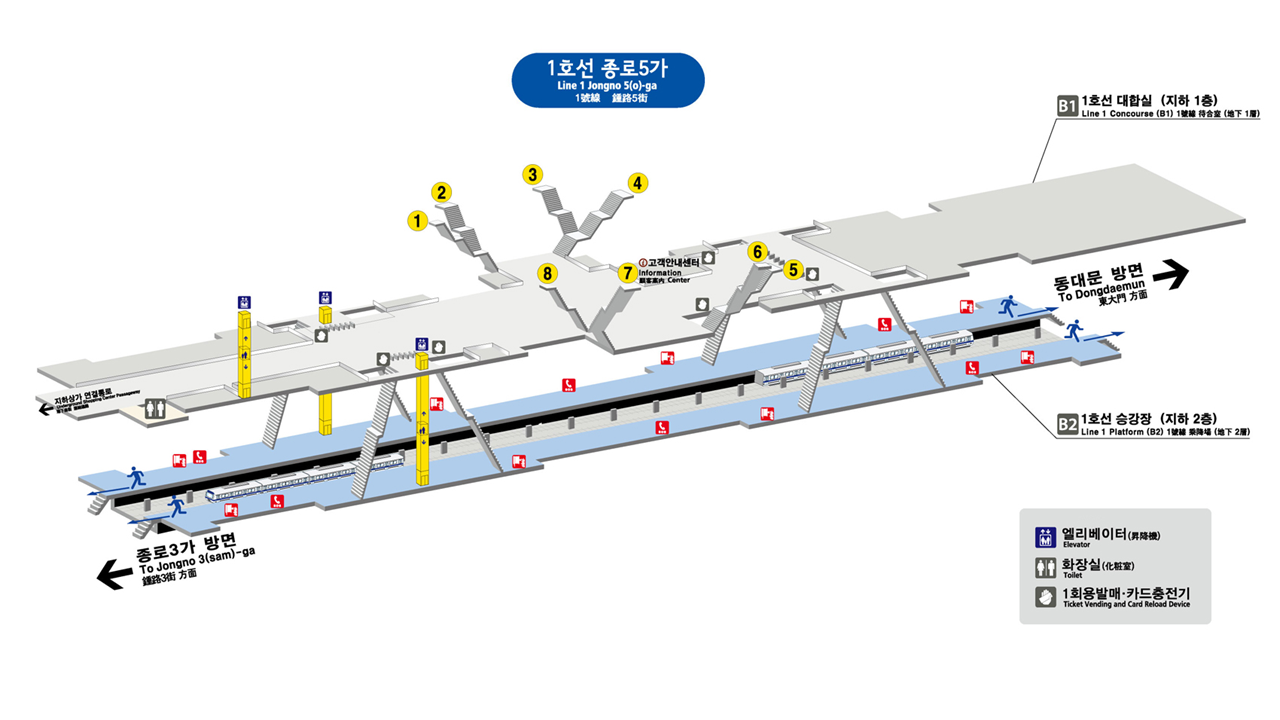 1호선 종로5가
Line 1 Jongno 5(o)-ga
1號線 鍾路5街
B1 1호선 대합실 (지하 1층)
Line 1 Concourse (B1) 1號線 待合室 (地下 1層)
3
2
4
1
6
고객안내센터
Information
顧客案內 Center
8
7
5
동대문 방면
To Dongdaemun
東大門 方面
지하상가 연결통로
Underground Shopping Center Passageway
B2 1호선 승강장 (지하 2층)
Line 1 Platform (B2) 1號線 乘降場 (地下 2層)
종로3가 방면
To Jongno 3(sam)-ga
鍾路3街 方面
엘리베이터(昇降機)
Elevator
화장실(化粧室)
Toilet
1회용발매·카드충전기
Ticket Vending and Card Reload Device